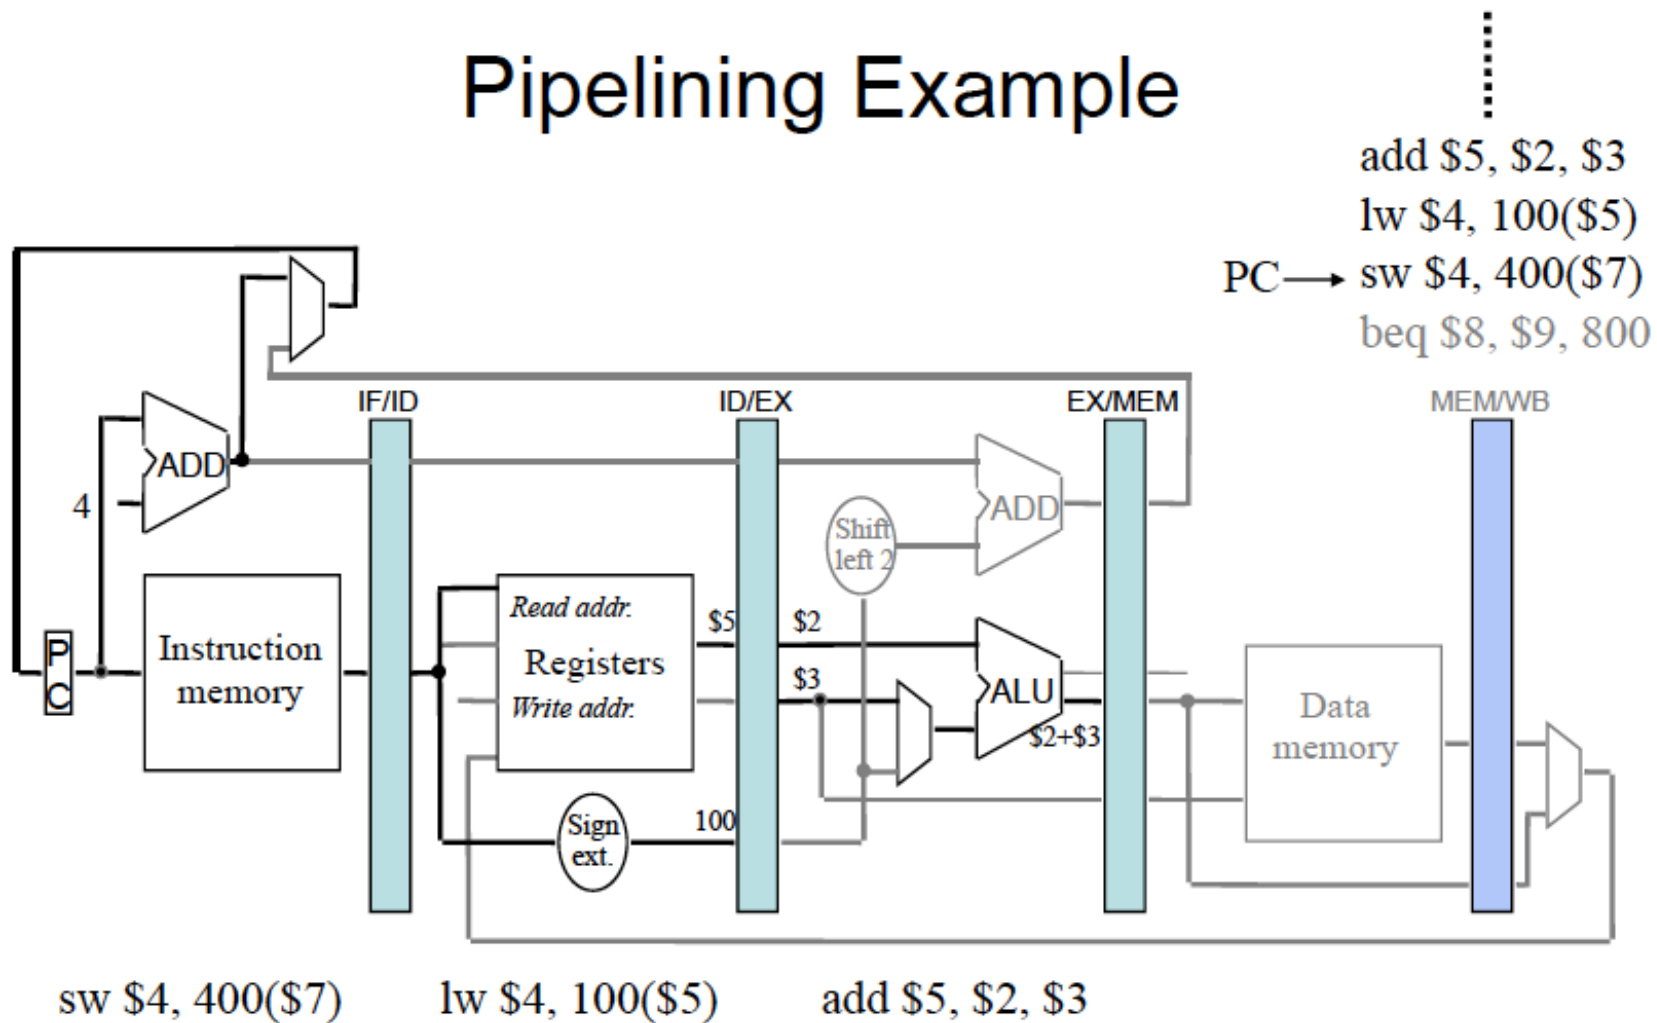 Pipelining Example
add $5, $2, $3
lw $4, 100($5)
PC sw $4, 400($7)
beq $8, $9, 800
IF/ID
ID/EX
EX/MEM
MEM/WB
ADD
4
ADD
Shift
left 2
P
C
Instruction
memory
Read addr.
Registers
Write addr.
$5
$2
$3
ALU
$2+$3
Data
memory
Sign
ext.
100
sw $4, 400($7)
lw $4, 100($5)
add $5, $2, $3